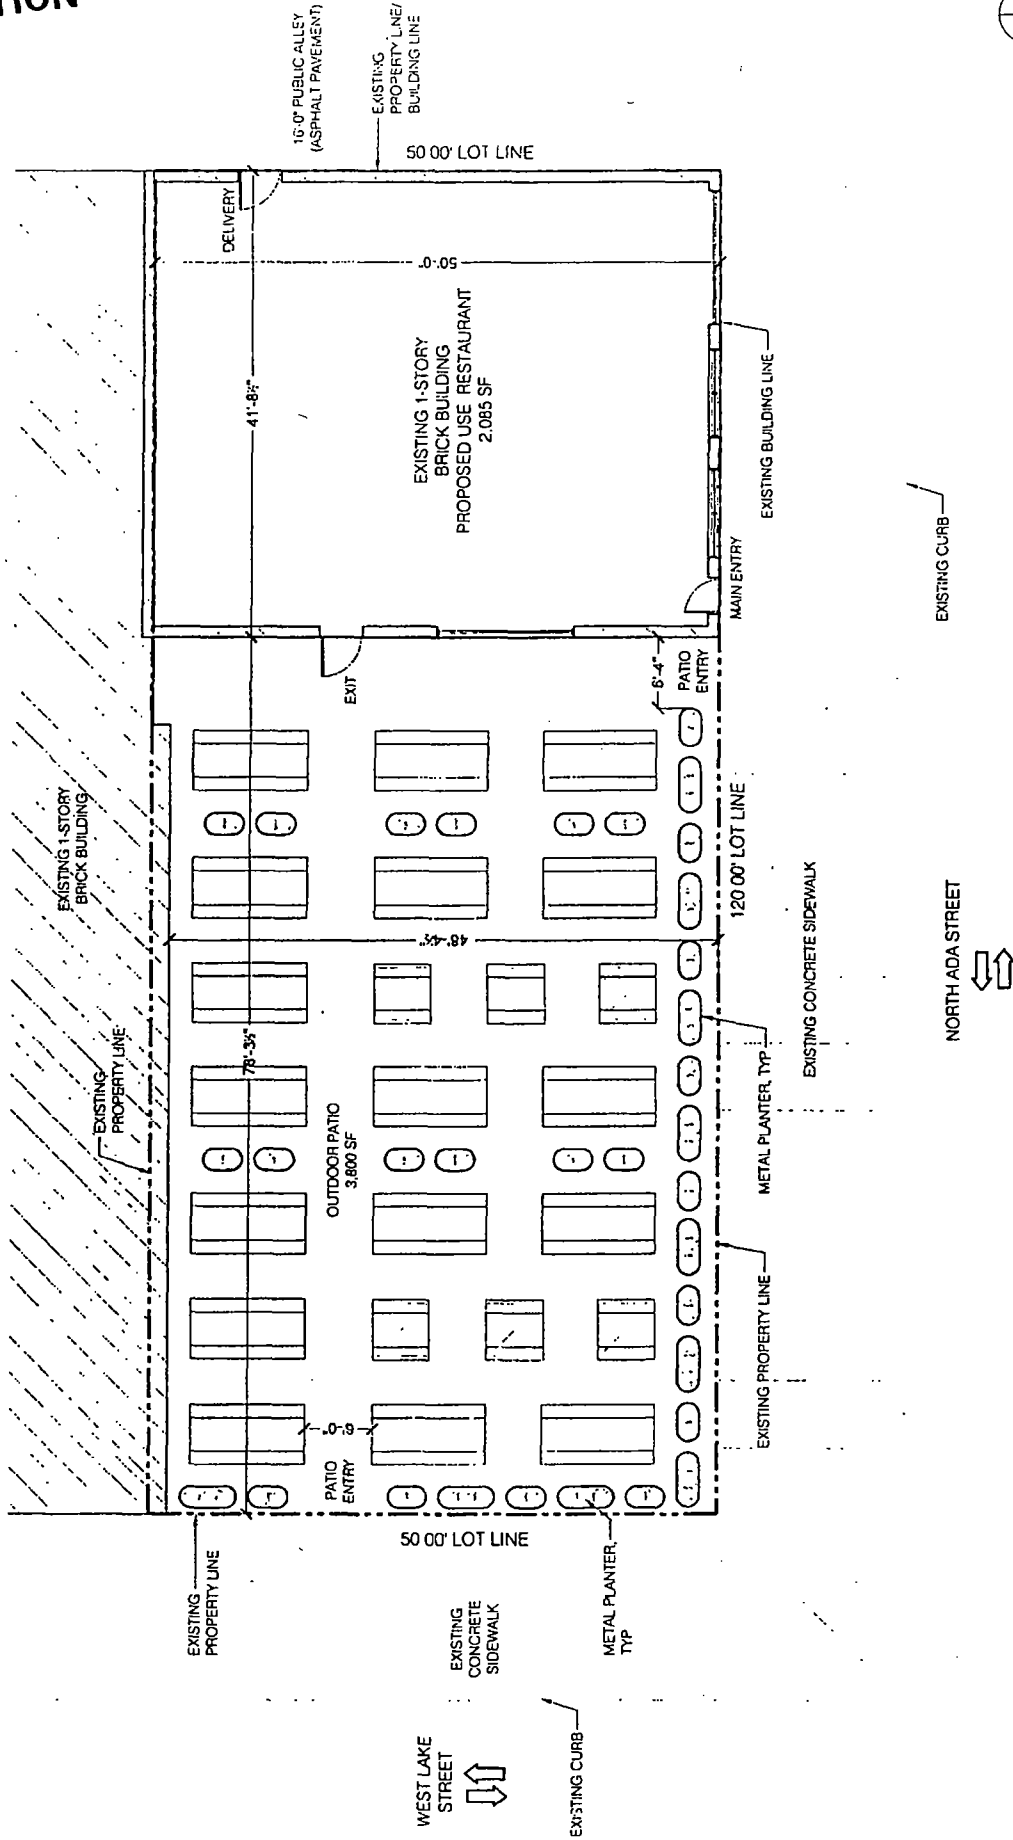 16'-0" PUBLIC ALLEY
(ASPHALT PAVEMENT)
EXISTING
PROPERTY LINE/
BUILDING LINE
50 00' LOT LINE
DELIVERY
50'-0"
41'-8½"
EXISTING 1-STORY
BRICK BUILDING
PROPOSED USE RESTAURANT
2,085 SF
EXISTING BUILDING LINE
EXISTING CURB
MAIN ENTRY
EXIT
6'-4"
PATIO
ENTRY
EXISTING 1-STORY
BRICK BUILDING
120 00' LOT LINE
48'-4½"
EXISTING CONCRETE SIDEWALK
NORTH ADA STREET
EXISTING
PROPERTY LINE
78'-3½"
OUTDOOR PATIO
3,800 SF
METAL PLANTER, TYP
EXISTING PROPERTY LINE
6'-0"
PATIO
ENTRY
50 00' LOT LINE
EXISTING
PROPERTY LINE
EXISTING
CONCRETE
SIDEWALK
METAL PLANTER,
TYP
WEST LAKE
STREET
EXISTING CURB